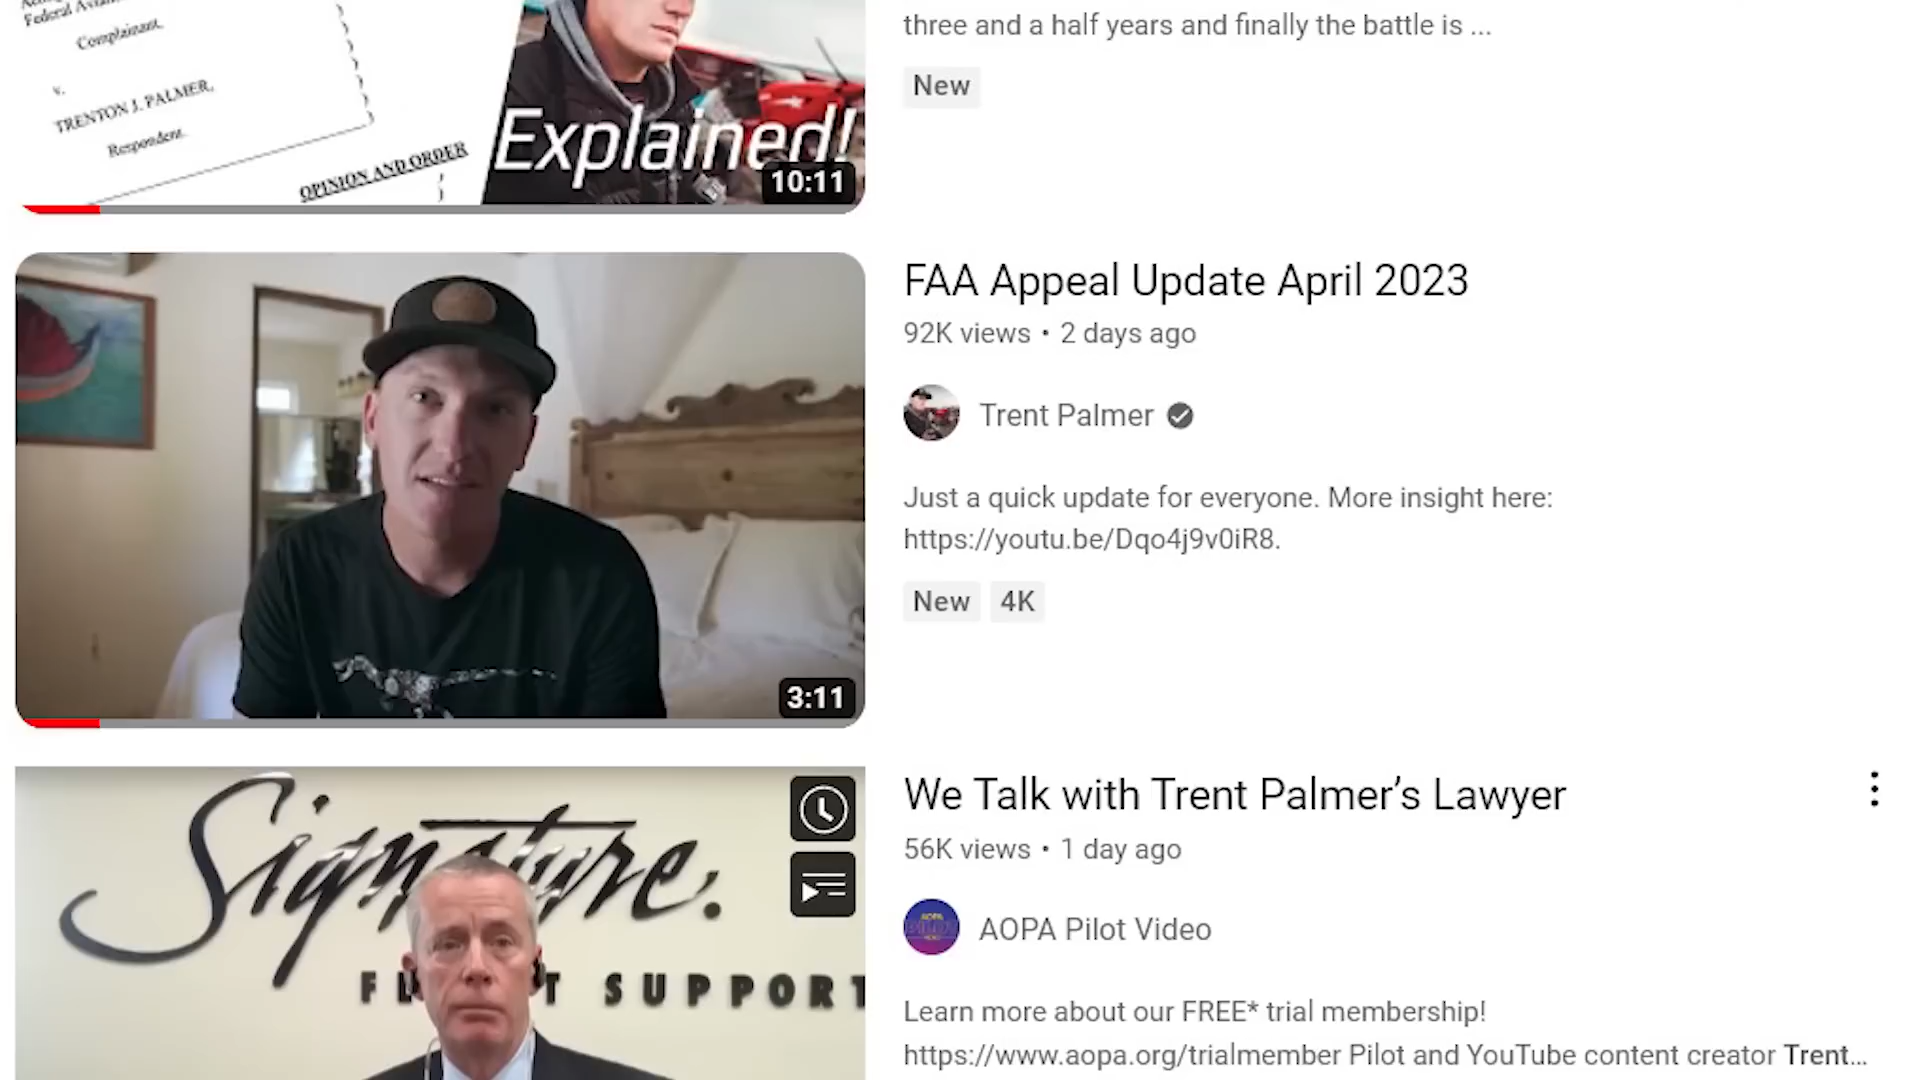 Federal Avia
Complainant,
v.
TRENTON J. PALMER,
Respondent.
OPINION AND ORDER
Explained!
10:11
three and a half years and finally the battle is ...
New
3:11
FAA Appeal Update April 2023
92K views • 2 days ago
Trent Palmer
Just a quick update for everyone. More insight here:
https://youtu.be/Dqo4j9v0iR8.
New 4K
Signature.
FL T SUPPORT
We Talk with Trent Palmer’s Lawyer
56K views • 1 day ago
AOPA Pilot Video
Learn more about our FREE* trial membership!
https://www.aopa.org/trialmember Pilot and YouTube content creator Trent...